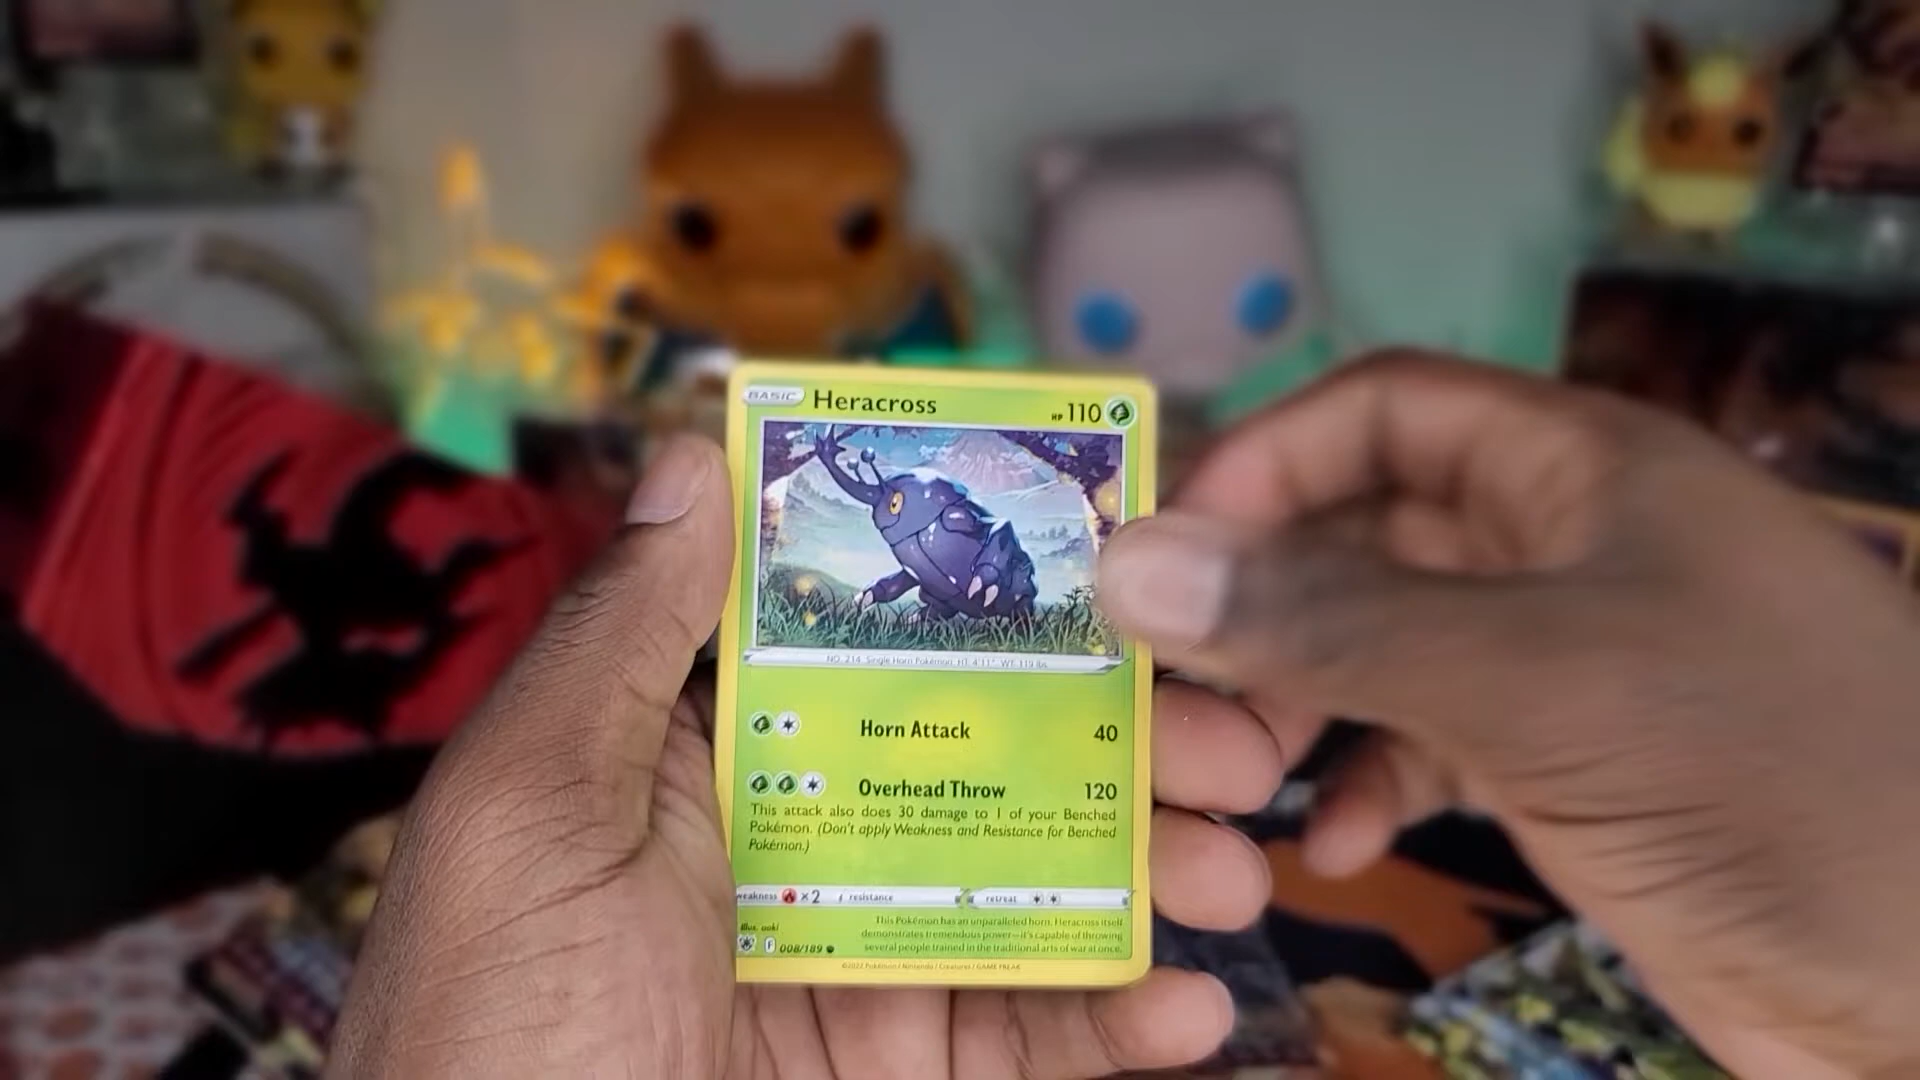 BASIC Heracross HP 110
NO. 214 Single Horn Pokémon HT: 4'11" WT: 119 lbs.
Horn Attack 40
Overhead Throw 120
This attack also does 30 damage to 1 of your Benched
Pokémon. (Don't apply Weakness and Resistance for Benched
Pokémon.)
weakness ×2 resistance retreat
This Pokémon has an unparalleled horn. Heracross itself
demonstrates tremendous power—it's capable of throwing
several people trained in the traditional arts of war at once.
Illus. aoki
F 008/189
©2022 Pokémon / Nintendo / Creatures / GAME FREAK